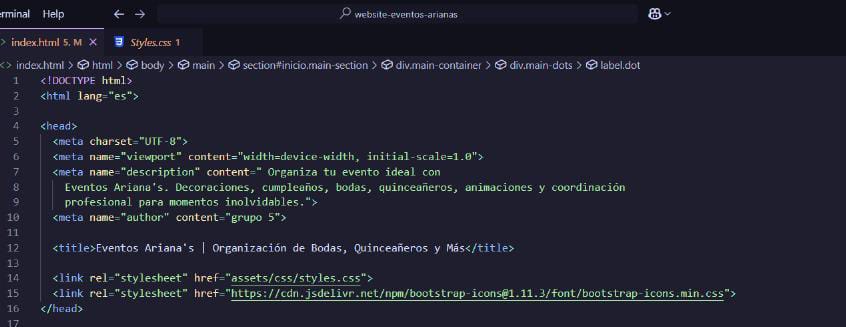 erminal Help website-eventos-arianas
index.html 5, M Styles.css 1
index.html > html > body > main > section#inicio.main-section > div.main-container > div.main-dots > label.dot
1 <!DOCTYPE html>
2 <html lang="es">
3
4 <head>
5 <meta charset="UTF-8">
6 <meta name="viewport" content="width=device-width, initial-scale=1.0">
7 <meta name="description" content=" Organiza tu evento ideal con
8 Eventos Ariana's. Decoraciones, cumpleaños, bodas, quinceañeros, animaciones y coordinación
9 profesional para momentos inolvidables.">
10 <meta name="author" content="grupo 5">
11
12 <title>Eventos Ariana's | Organización de Bodas, Quinceañeros y Más</title>
13
14 <link rel="stylesheet" href="assets/css/styles.css">
15 <link rel="stylesheet" href="https://cdn.jsdelivr.net/npm/bootstrap-icons@1.11.3/font/bootstrap-icons.min.css">
16 </head>
17